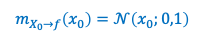 m_{X_0→f}(x_0) = 𝒩(x_0; 0,1)